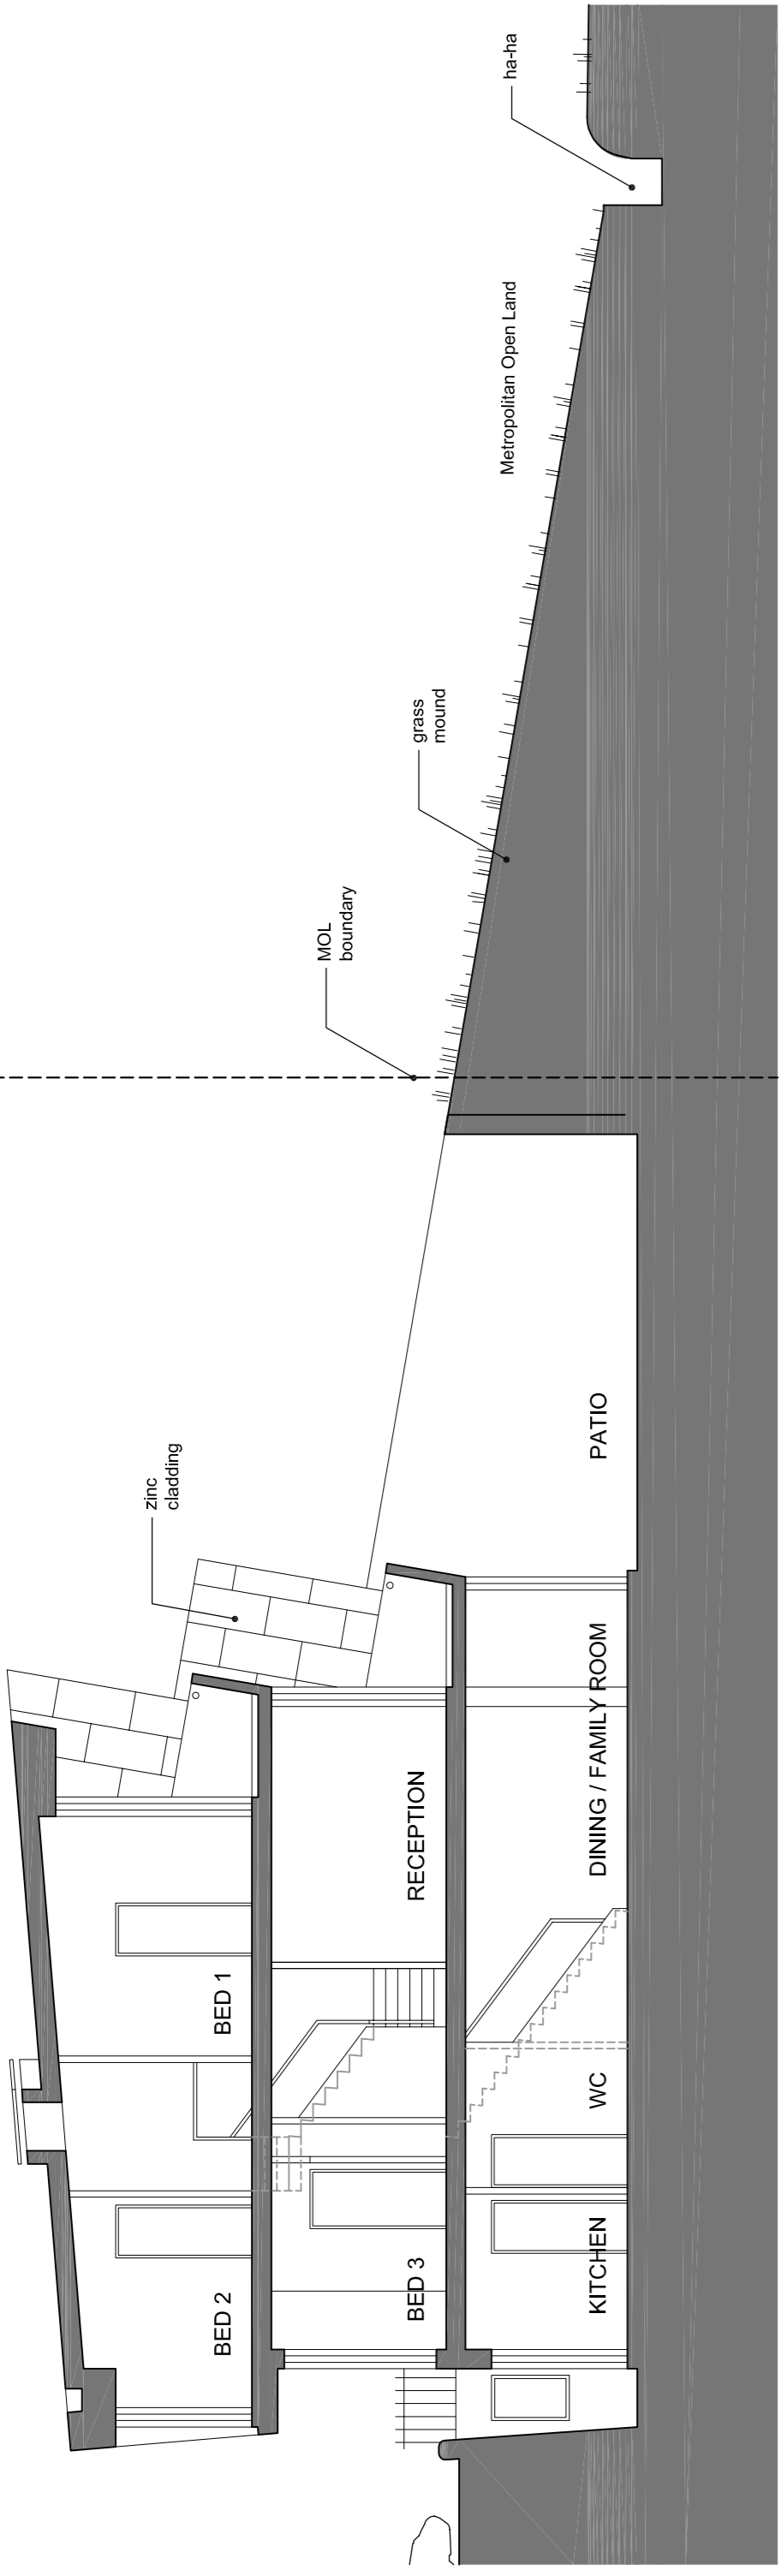 zinc
cladding
MOL
boundary
grass
mound
Metropolitan Open Land
ha-ha
BED 2
BED 1
BED 3
RECEPTION
KITCHEN
WC
DINING / FAMILY ROOM
PATIO